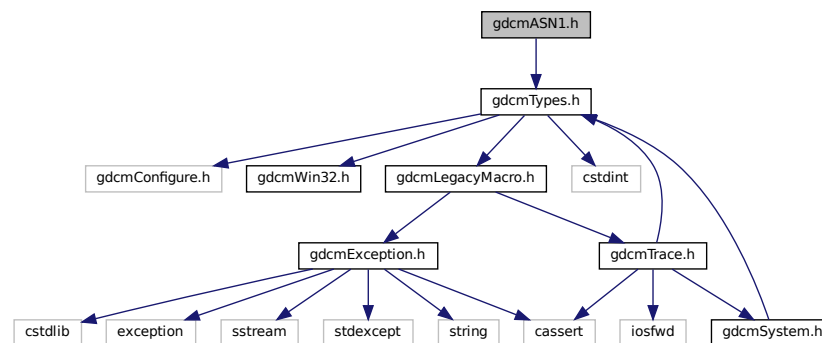 gdcmASN1.h
gdcmTypes.h
gdcmConfigure.h
gdcmWin32.h
gdcmLegacyMacro.h
cstdint
gdcmException.h
gdcmTrace.h
cstdlib
exception
sstream
stdexcept
string
cassert
iosfwd
gdcmSystem.h